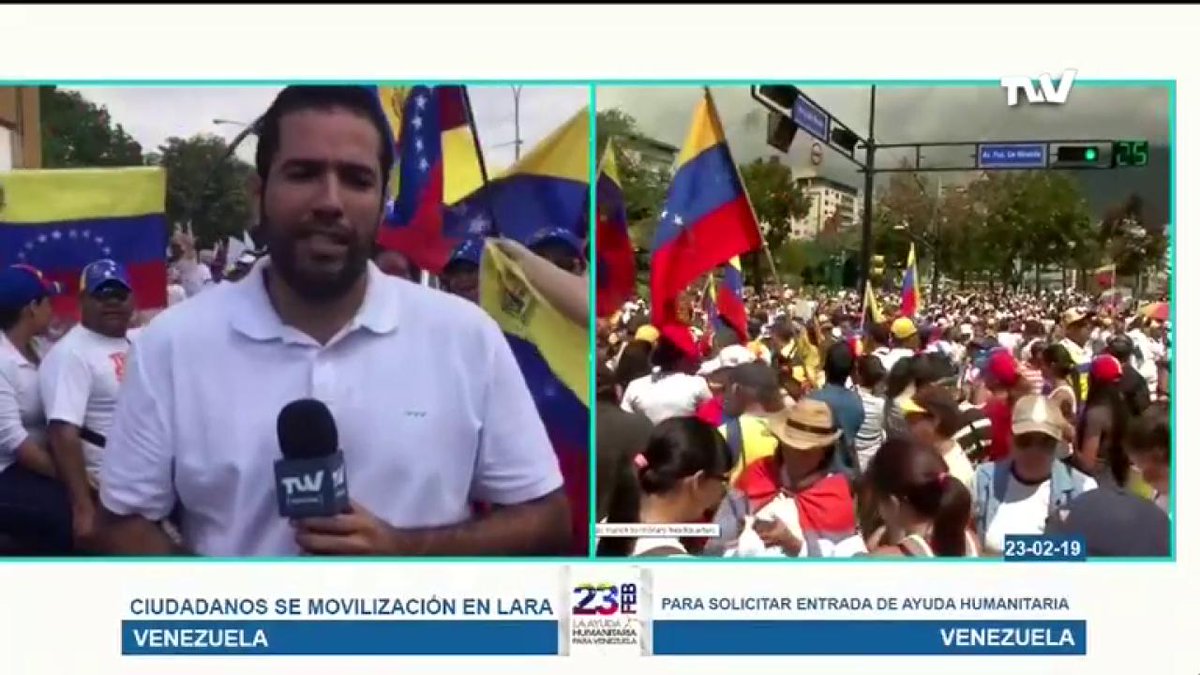 TVV
Av. Fco. De Miranda
25
TVV
23-02-19
CIUDADANOS SE MOVILIZACIÓN EN LARA
VENEZUELA
23 FEB
LA AYUDA
HUMANITARIA
PARA VENEZUELA
PARA SOLICITAR ENTRADA DE AYUDA HUMANITARIA
VENEZUELA